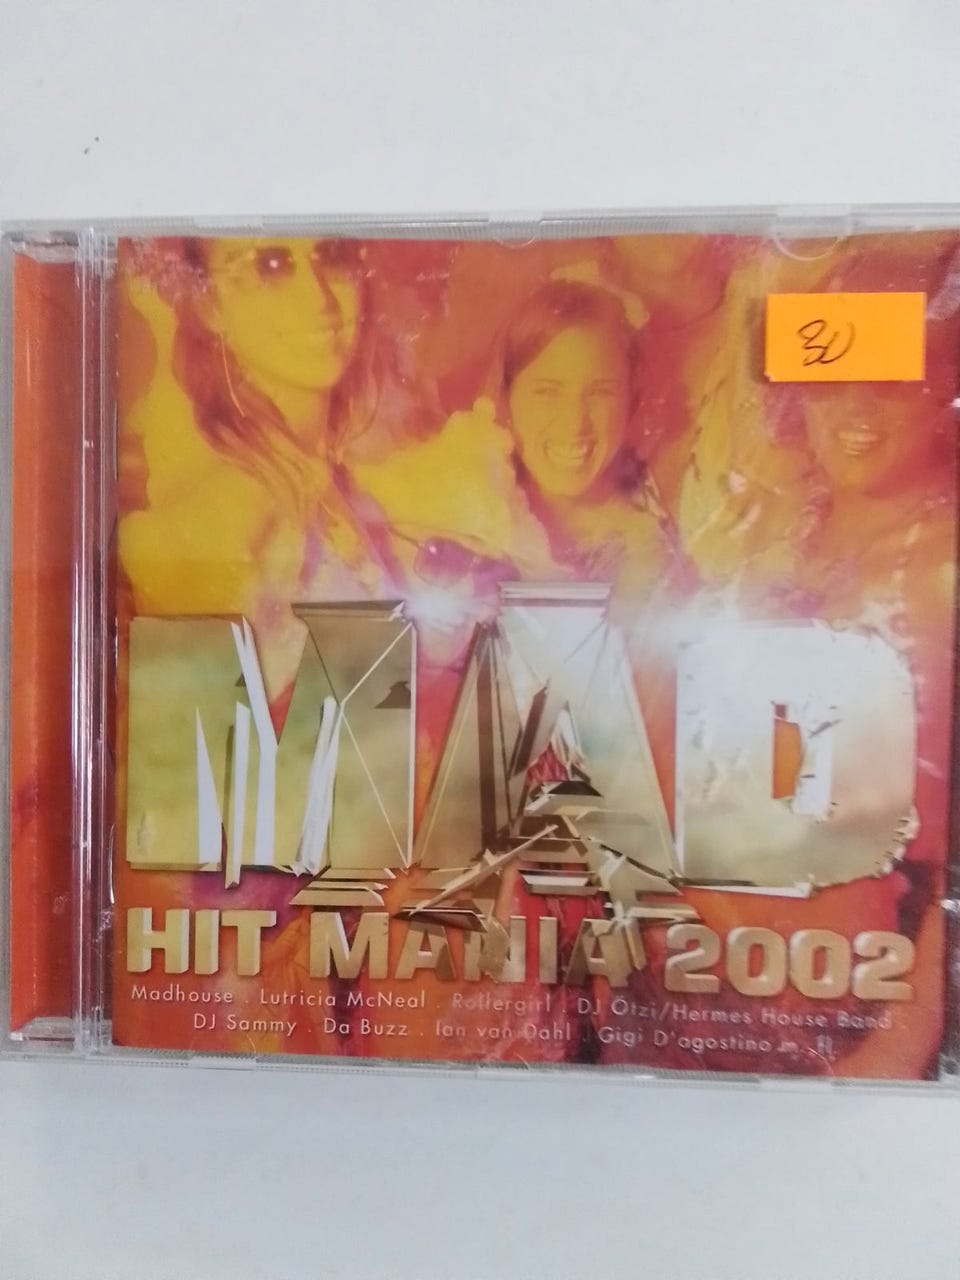 30
MAD
HIT MANIA 2002
Madhouse . Lutricia McNeal . Rollergirl . DJ Ötzi/Hermes House Band
DJ Sammy . Da Buzz . Ian van Dahl . Gigi D'agostino m. fl.